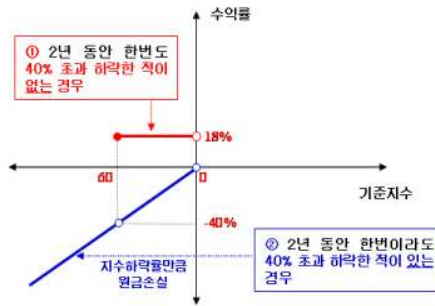 수익률
① 2년 동안 한번도
40% 초과 하락한 적이
없는 경우
18%
60
0
기준지수
-40%
지수하락률만큼
원금손실
② 2년 동안 한번이라도
40% 초과 하락한 적이 있는
경우